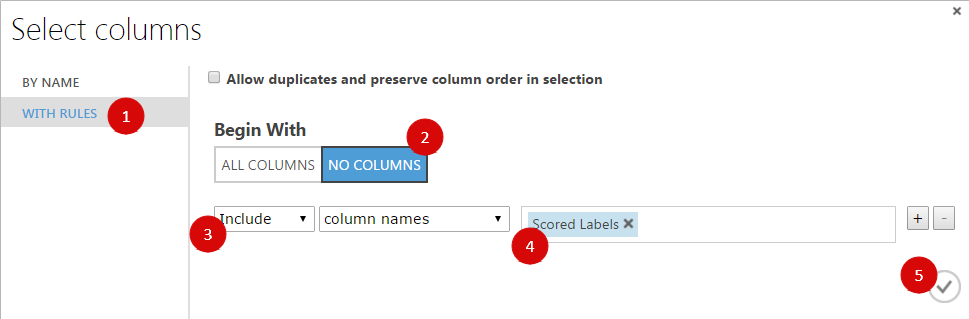 Select columns
BY NAME
WITH RULES
1
Allow duplicates and preserve column order in selection
Begin With
2
ALL COLUMNS
NO COLUMNS
3
Include
column names
4
Scored Labels
+
-
5